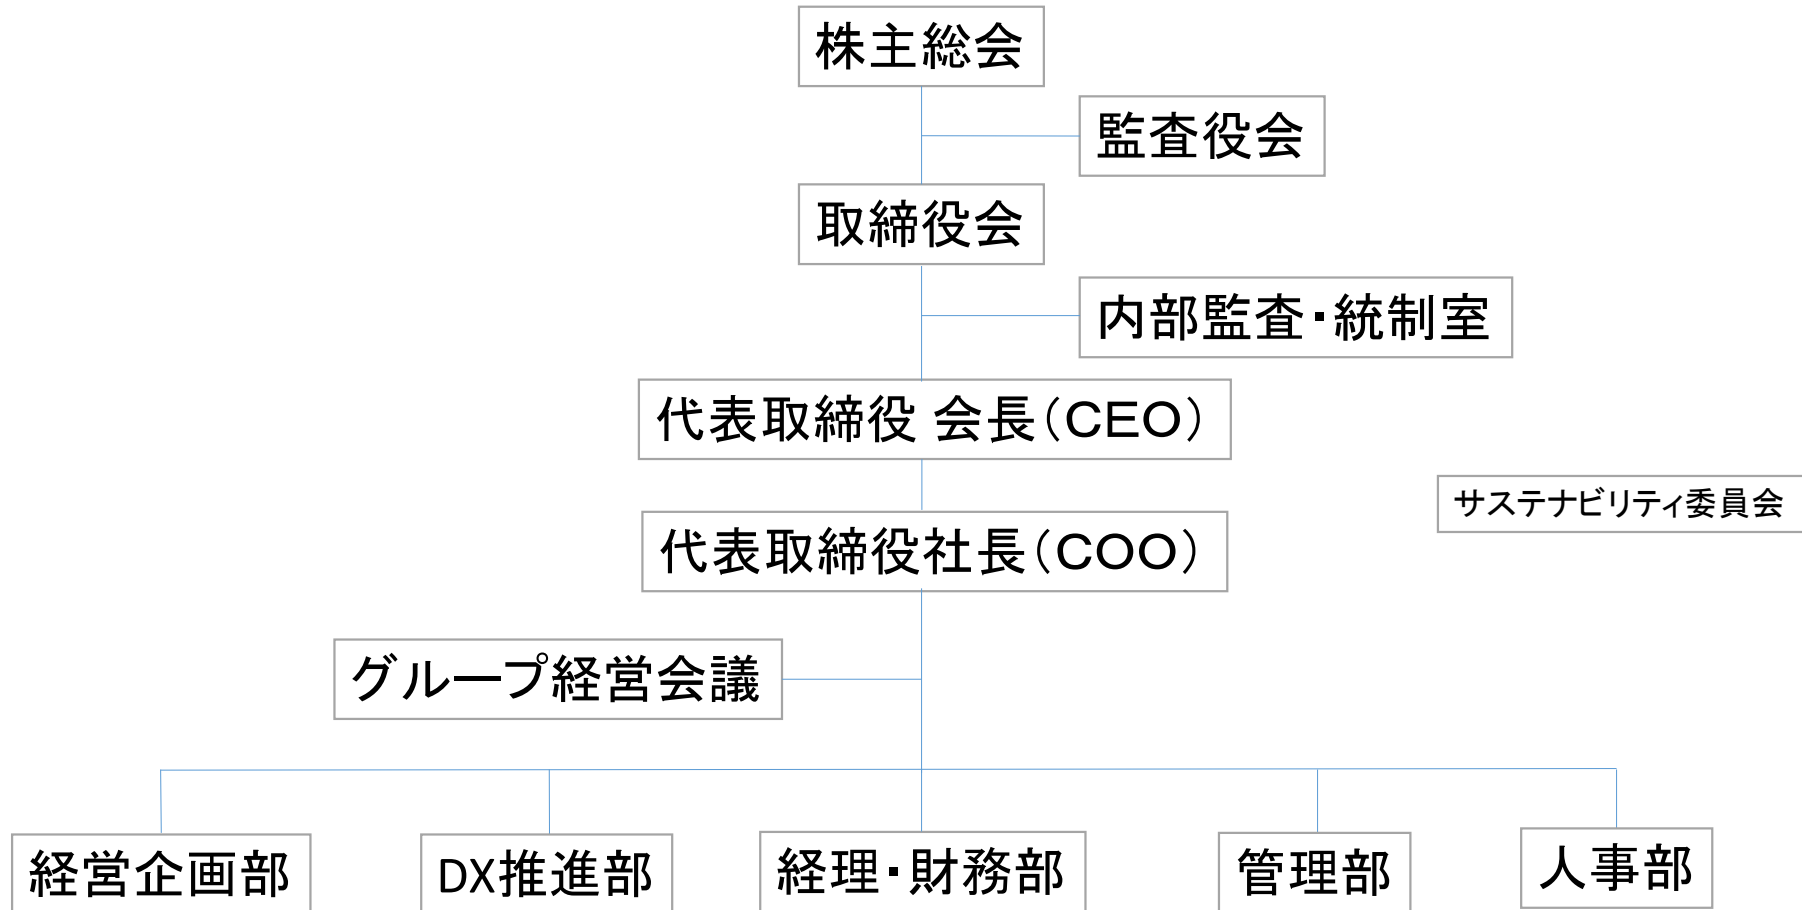 株主総会
監査役会
取締役会
内部監査・統制室
代表取締役 会長（CEO）
サステナビリティ委員会
代表取締役社長（COO）
グループ経営会議
経営企画部
DX推進部
経理・財務部
管理部
人事部